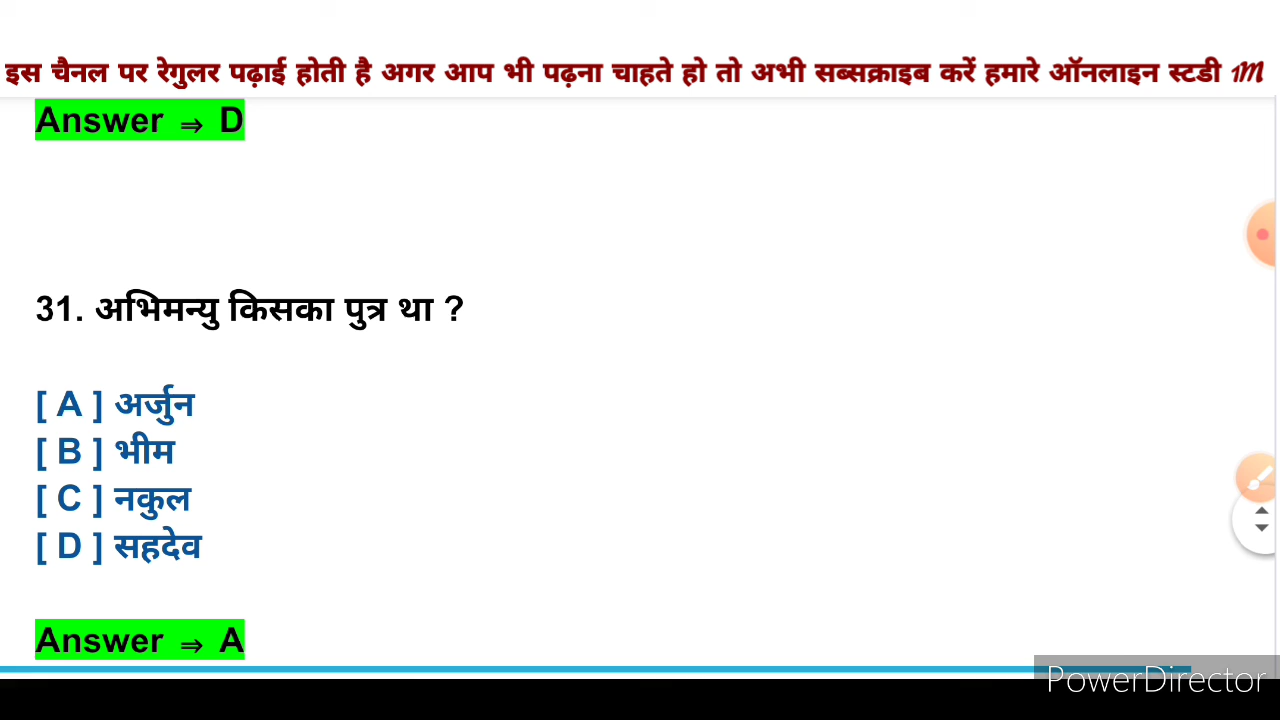 इस चैनल पर रेगुलर पढ़ाई होती है अगर आप भी पढ़ना चाहते हो तो अभी सब्सक्राइब करें हमारे ऑनलाइन स्टडी 1M
Answer ⇒ D
31. अभिमन्यु किसका पुत्र था ?
[ A ] अर्जुन
[ B ] भीम
[ C ] नकुल
[ D ] सहदेव
Answer ⇒ A
PowerDirector